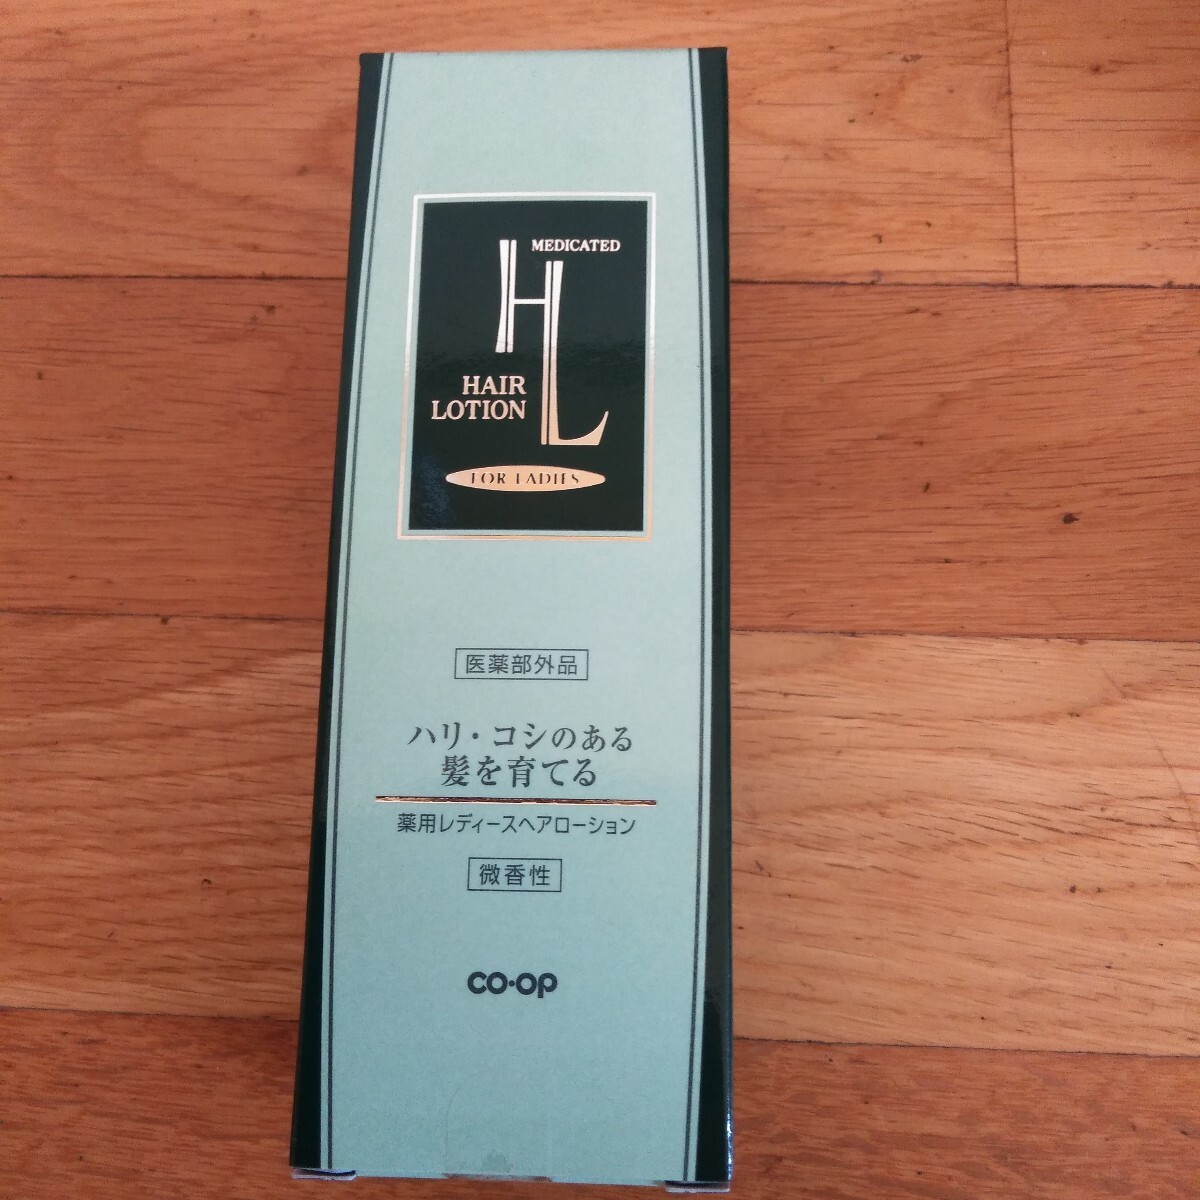 MEDICATED
HL
HAIR
LOTION
FOR LADIES
医薬部外品
ハリ・コシのある
髪を育てる
薬用レディースヘアローション
微香性
CO・OP